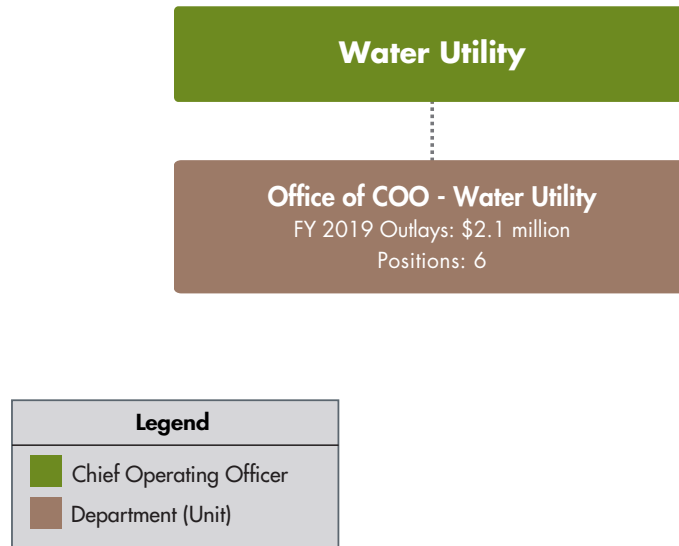 Water Utility
Office of COO - Water Utility
FY 2019 Outlays: $2.1 million
Positions: 6
Legend
Chief Operating Officer
Department (Unit)